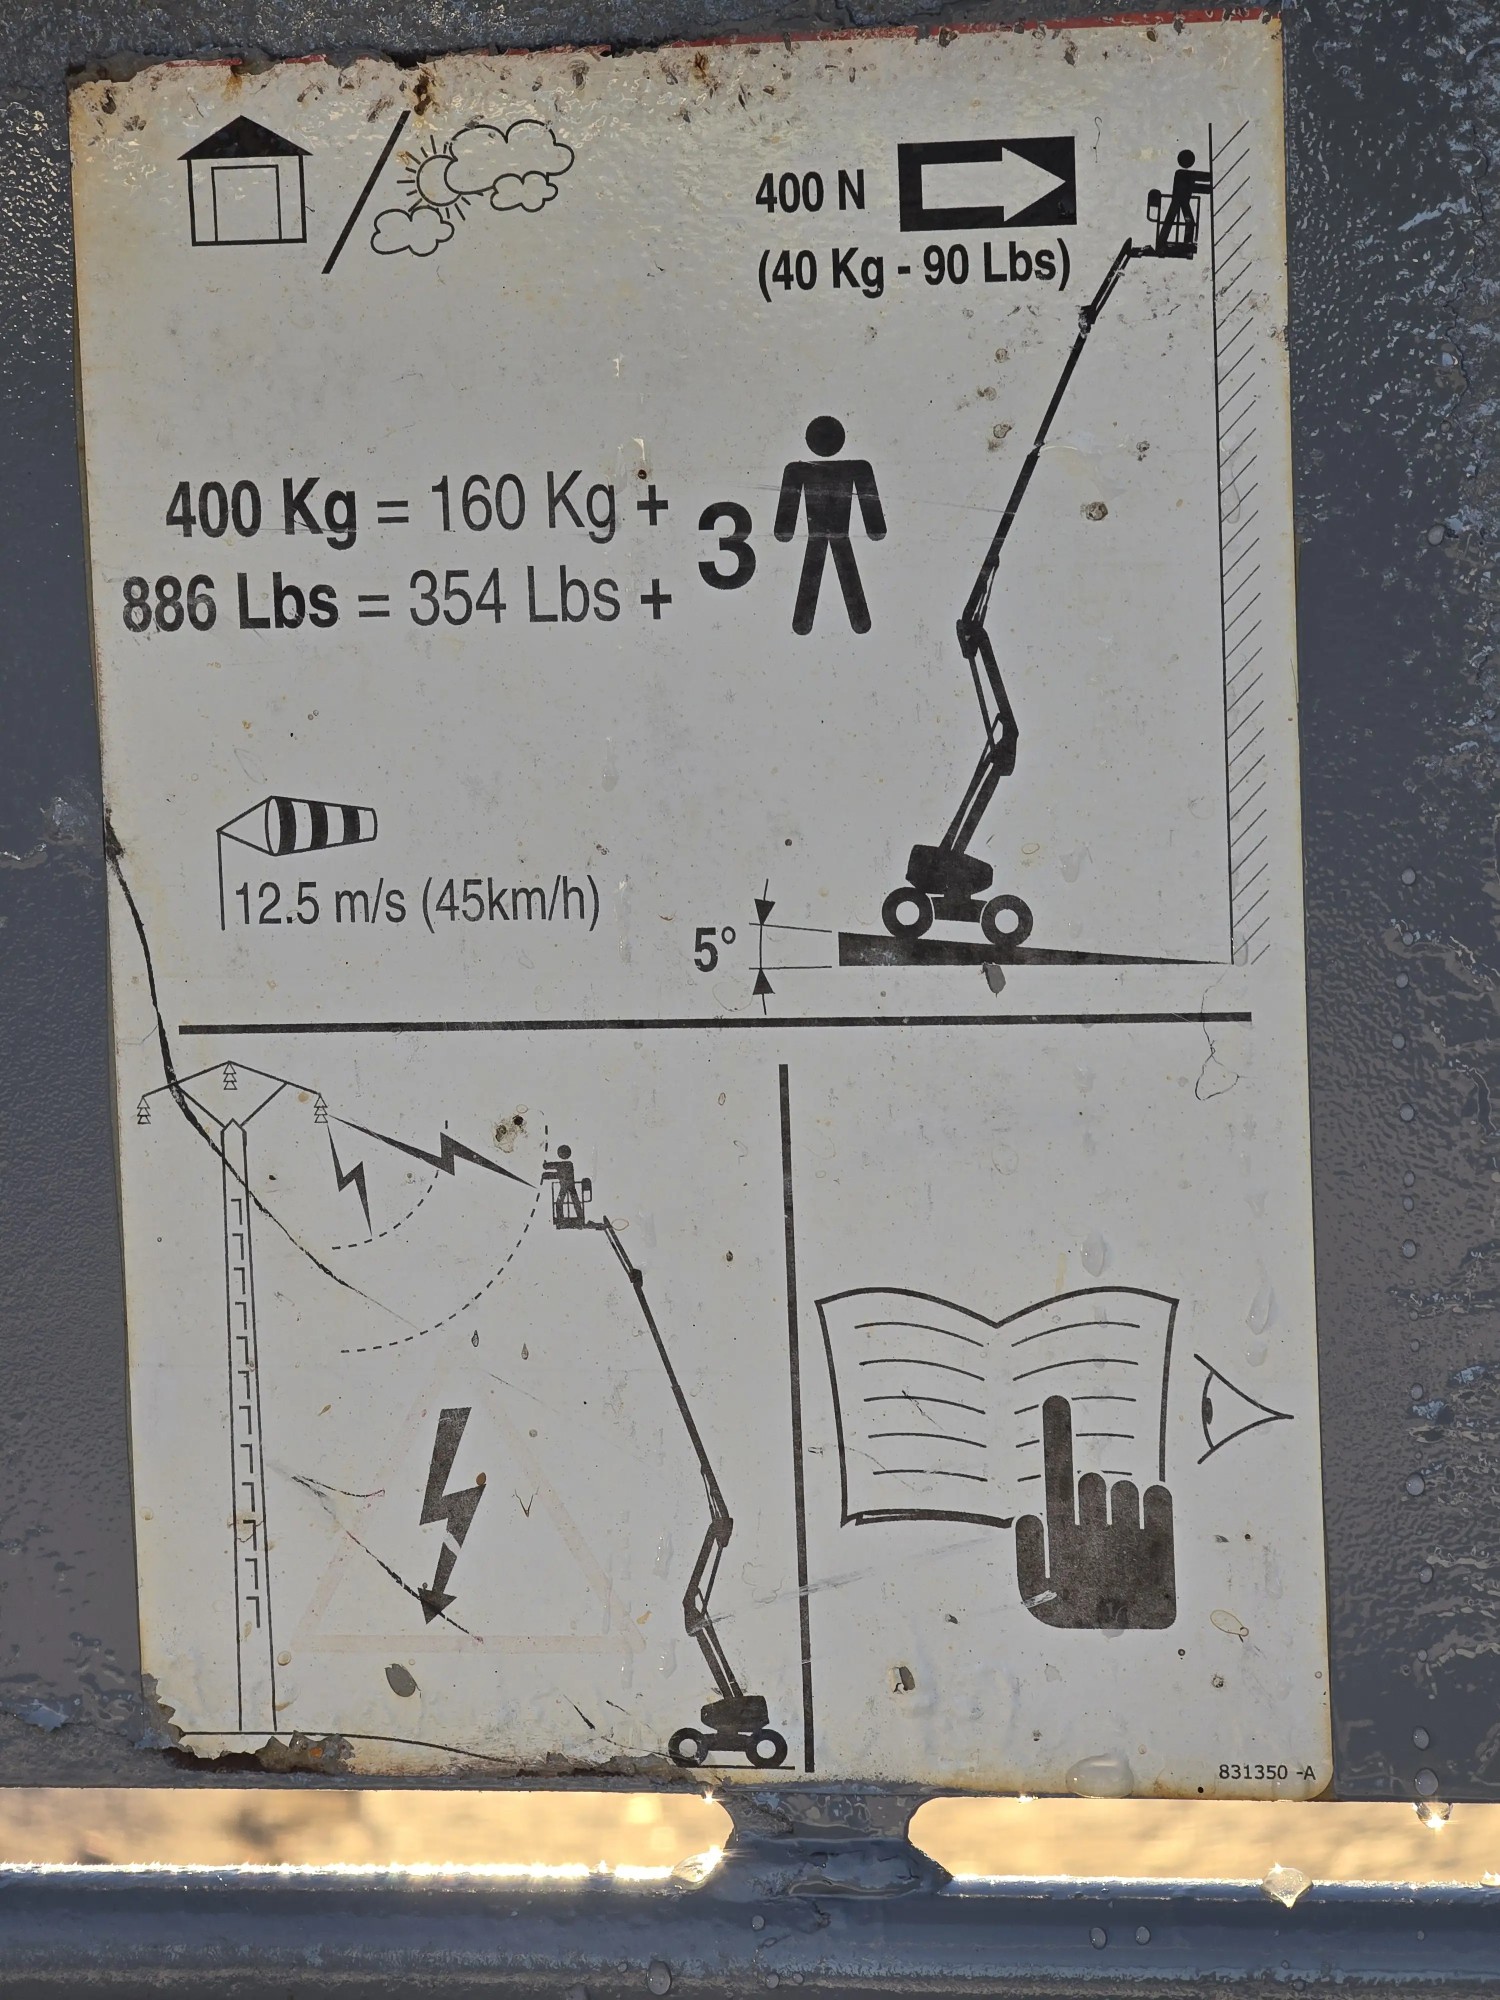 400 N
(40 Kg - 90 Lbs)
400 Kg = 160 Kg +
886 Lbs = 354 Lbs +
3
12.5 m/s (45km/h)
5°
831350 -A